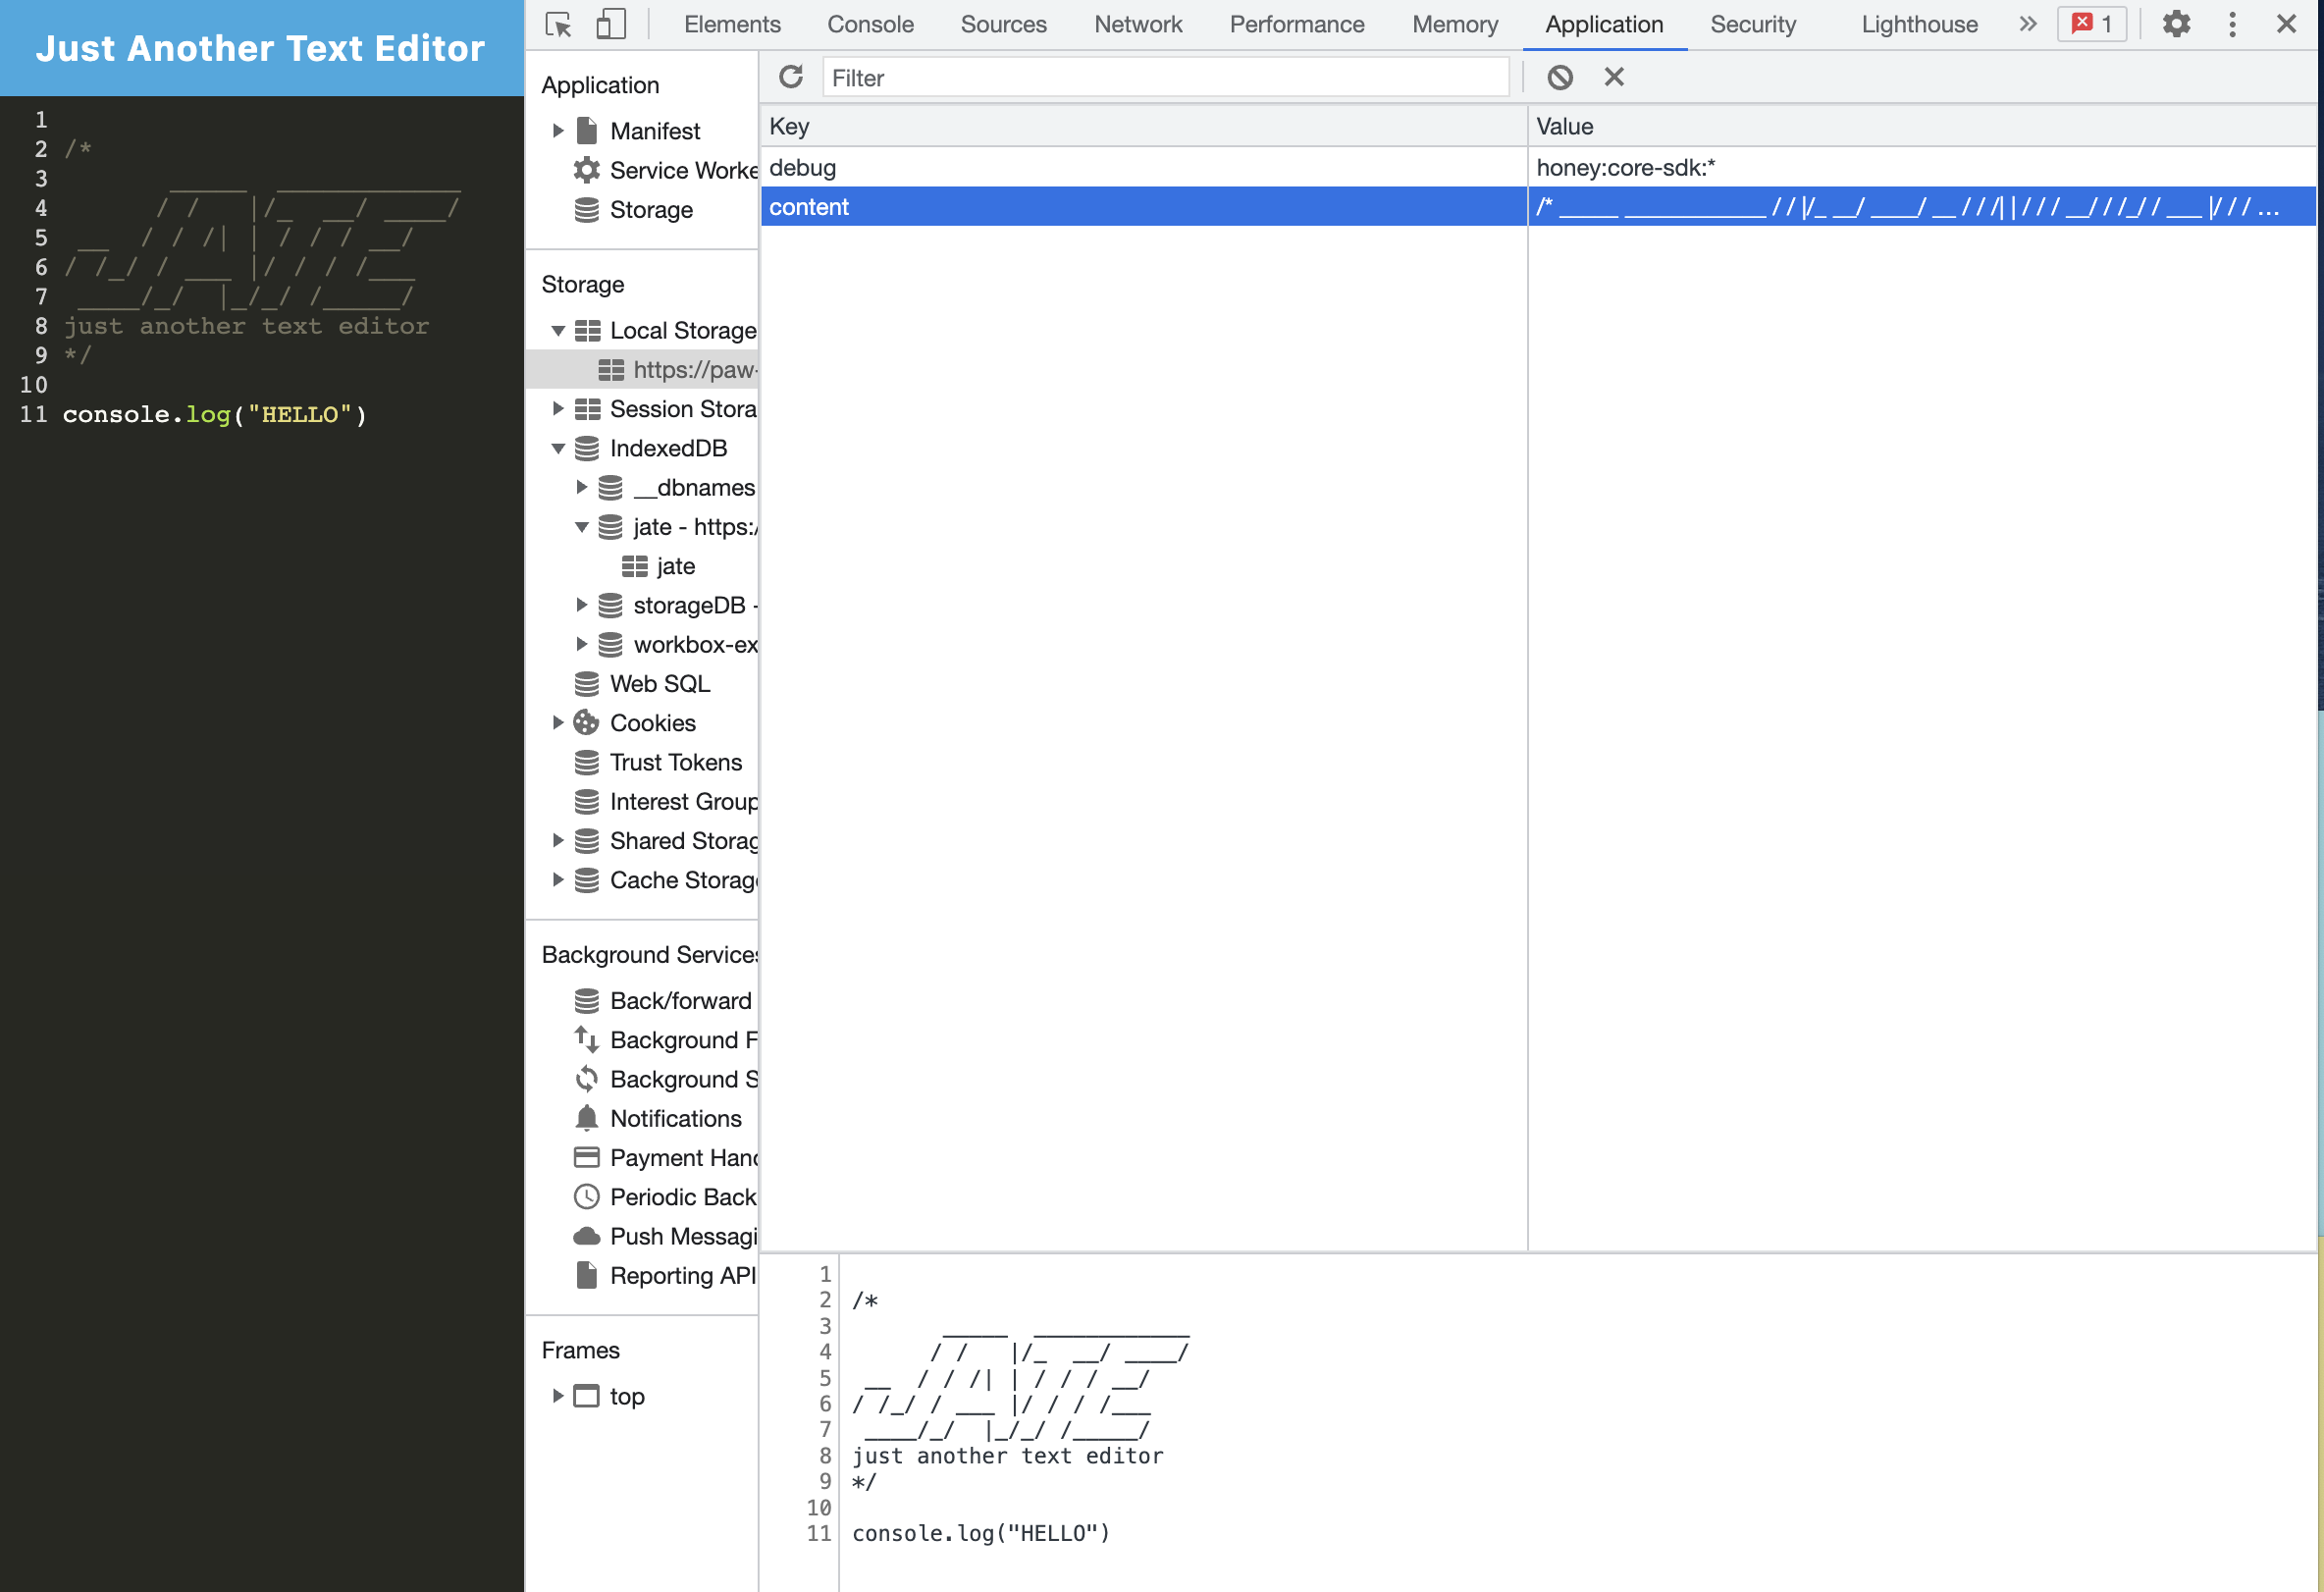 Just Another Text Editor
1
2 /*
3       _____  ____________
4      / /   |/_  __/ ____/
5 __  / / /| | / / / __/
6 / /_/ / ___ |/ / / /___
7 ____/_/  |_/_/ /_____/
8 just another text editor
9 */
10
11 console.log("HELLO")
Elements Console Sources Network Performance Memory Application Security Lighthouse » 1
Application
Manifest
Service Worke
Storage
Storage
Local Storage
https://paw-
Session Stora
IndexedDB
__dbnames
jate - https:/
jate
storageDB -
workbox-ex
Web SQL
Cookies
Trust Tokens
Interest Group
Shared Storag
Cache Storage
Background Services
Back/forward
Background F
Background S
Notifications
Payment Hand
Periodic Back
Push Messagi
Reporting API
Frames
top
Filter
Key Value
debug honey:core-sdk:*
content /* _____ ____________ / / |/_ __/ ____/ __ / / /| | / / / __/ / /_/ / ___ |/ / / …
1
2 /*
3       _____  ____________
4      / /   |/_  __/ ____/
5 __  / / /| | / / / __/
6 / /_/ / ___ |/ / / /___
7 ____/_/  |_/_/ /_____/
8 just another text editor
9 */
10
11 console.log("HELLO")